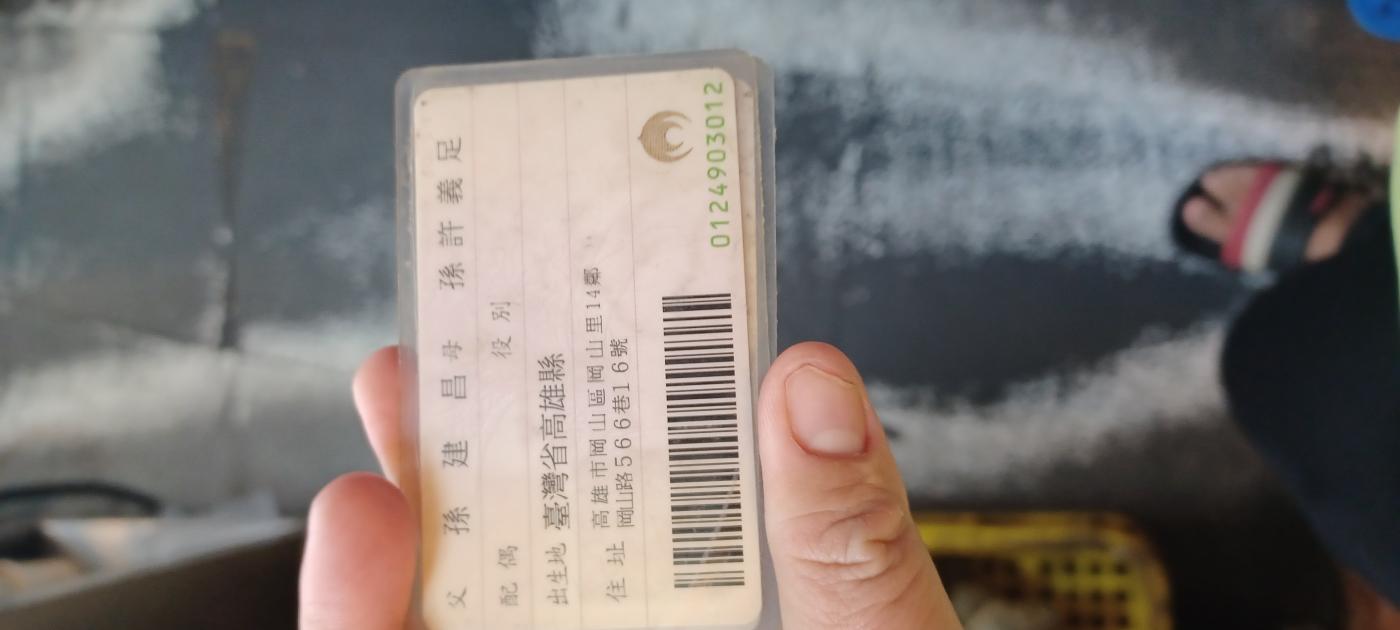 父 孫建昌 母 孫許義足
配偶 役別
出生地 臺灣省高雄縣
住址 高雄市岡山區岡山里14鄰
岡山路566巷16號
0124903012